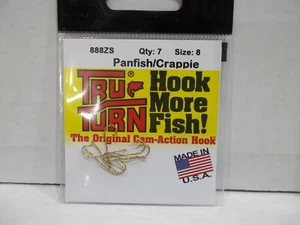 888ZS Qty: 7 Size: 8
Panfish/Crappie
TRU-TURN®
Hook
More
Fish!
The Original Cam-Action Hook
MADE IN
U.S.A.